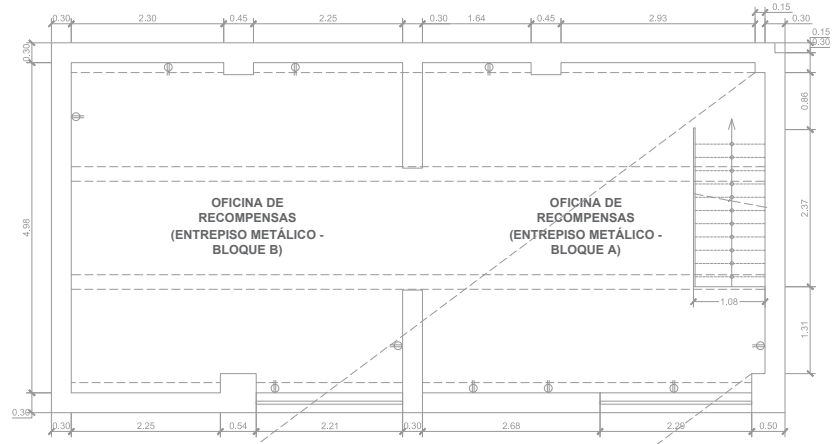 0.15
0.30 2.30 0.45 2.25 0.30 1.64 0.45 2.93 0.30
0.30
0.15
0.30
0.86
OFICINA DE
RECOMPENSAS
(ENTREPISO METÁLICO -
BLOQUE B)
OFICINA DE
RECOMPENSAS
(ENTREPISO METÁLICO -
BLOQUE A)
4.98
2.37
1.08
1.31
0.30
0.30 2.25 0.54 2.21 0.30 2.68 2.26 0.50